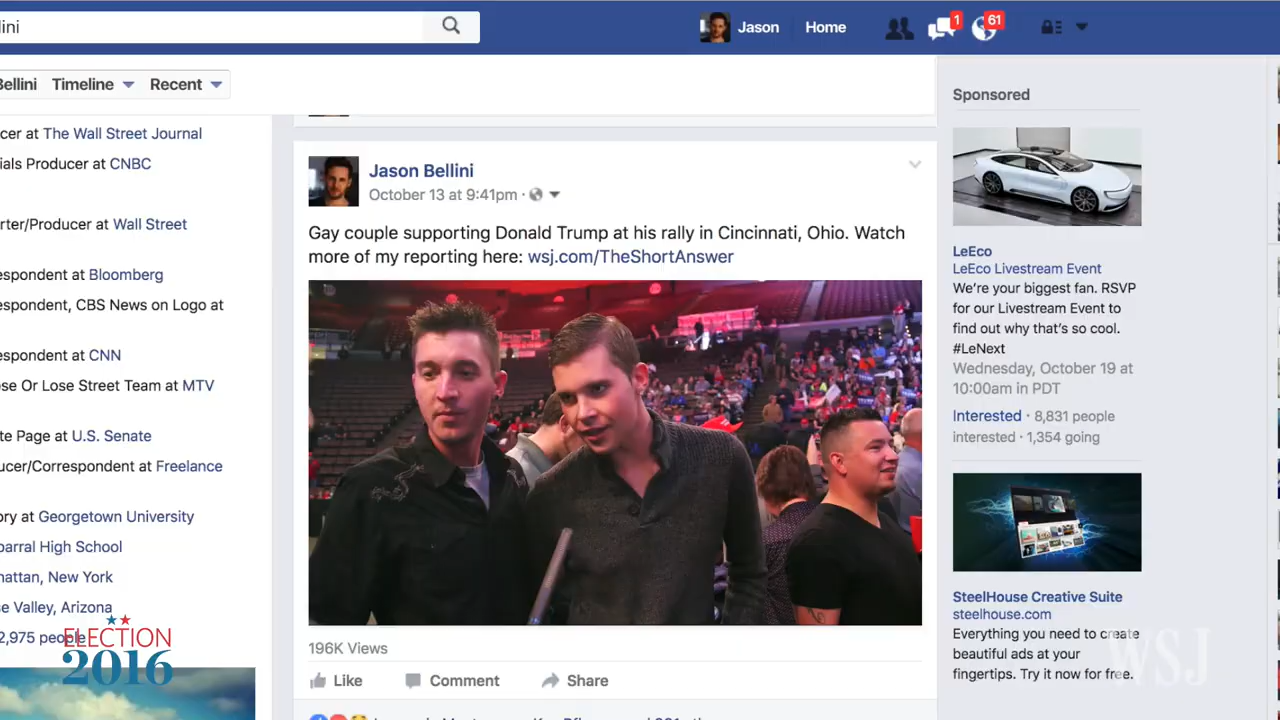 ini
Jason
Home
1
61
Bellini
Timeline
Recent
cer at The Wall Street Journal
ials Producer at CNBC
rter/Producer at Wall Street
espondent at Bloomberg
espondent, CBS News on Logo at
espondent at CNN
se Or Lose Street Team at MTV
te Page at U.S. Senate
ucer/Correspondent at Freelance
ory at Georgetown University
parral High School
hattan, New York
se Valley, Arizona
2,975 people
ELECTION
2016
Jason Bellini
October 13 at 9:41pm ·
Gay couple supporting Donald Trump at his rally in Cincinnati, Ohio. Watch
more of my reporting here: wsj.com/TheShortAnswer
196K Views
Like
Comment
Share
Sponsored
LeEco
LeEco Livestream Event
We're your biggest fan. RSVP
for our Livestream Event to
find out why that's so cool.
#LeNext
Wednesday, October 19 at
10:00am in PDT
Interested · 8,831 people
interested · 1,354 going
SteelHouse Creative Suite
steelhouse.com
Everything you need to create
beautiful ads at your
fingertips. Try it now for free.
WSJ